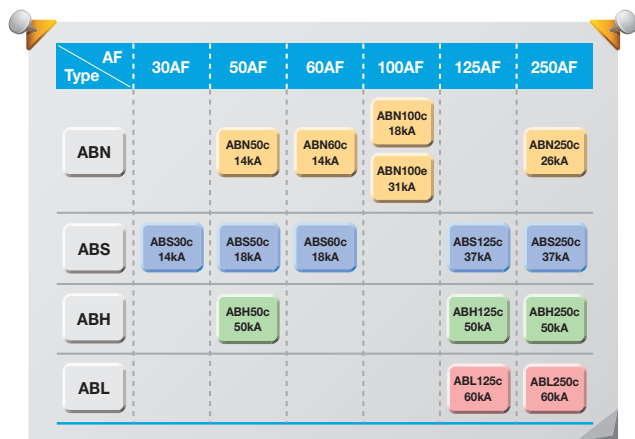 AF
Type
30AF
50AF
60AF
100AF
125AF
250AF
ABN
ABN50c
14kA
ABN60c
14kA
ABN100c
18kA
ABN100e
31kA
ABN250c
26kA
ABS
ABS30c
14kA
ABS50c
18kA
ABS60c
18kA
ABS125c
37kA
ABS250c
37kA
ABH
ABH50c
50kA
ABH125c
50kA
ABH250c
50kA
ABL
ABL125c
60kA
ABL250c
60kA